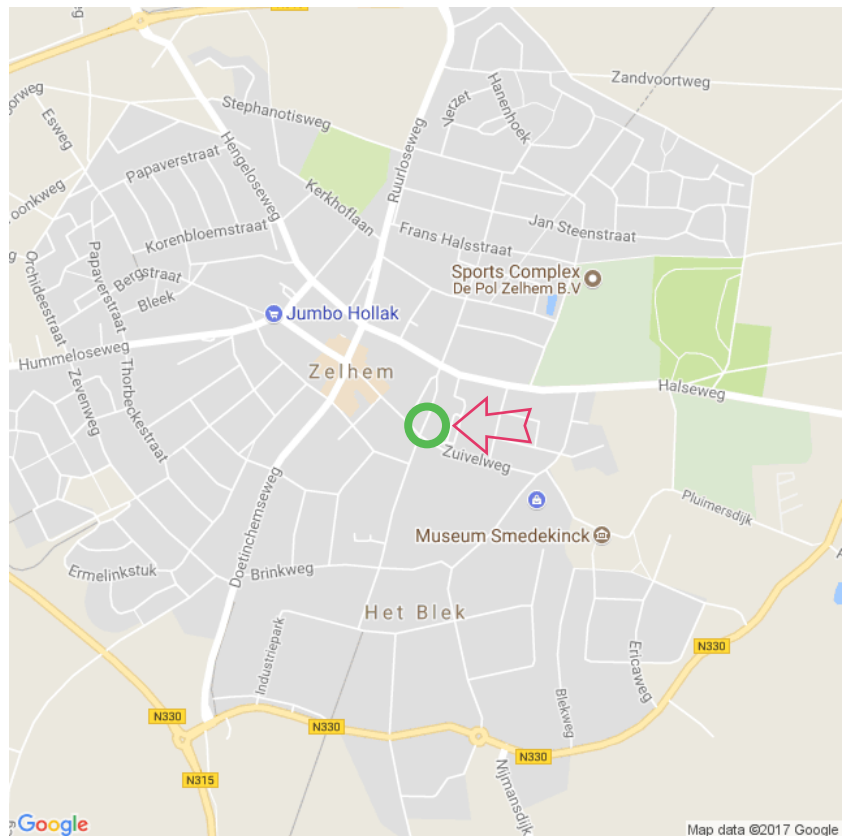 Zandvoortweg
Verzet
Hanenhoek
Stephanotisweg
Esweg
Hengeloseweg
Ruurloseweg
Papaverstraat
Kerkhoflaan
Jan Steenstraat
Frans Halsstraat
Korenbloemstraat
Orchideestraat
Papaverstraat
Bergstraat
Bleek
Sports Complex
De Pol Zelhem B.V
Jumbo Hollak
Hummeloseweg
Zelhem
Halseweg
Zevenweg
Thorbeckestraat
Zuivelweg
Doetinchemseweg
Pluimersdijk
Museum Smedekinck
Ermelinkstuk
Brinkweg
Het Blek
Industriepark
Ericaweg
N330
Blekweg
N330
N330
N330
Nijmansdijk
N315
Google
Map data ©2017 Google